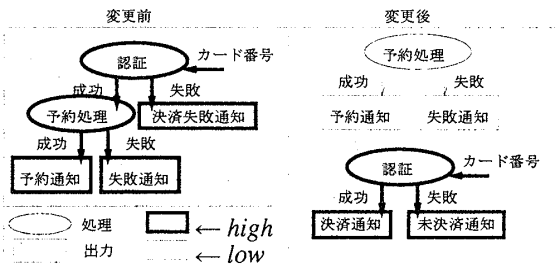 変更前
変更後
認証
カード番号
成功
失敗
予約処理
決済失敗通知
成功
失敗
予約通知
失敗通知
処理
←high
出力
←low
予約処理
成功
失敗
予約通知
失敗通知
認証
カード番号
成功
失敗
決済通知
未決済通知